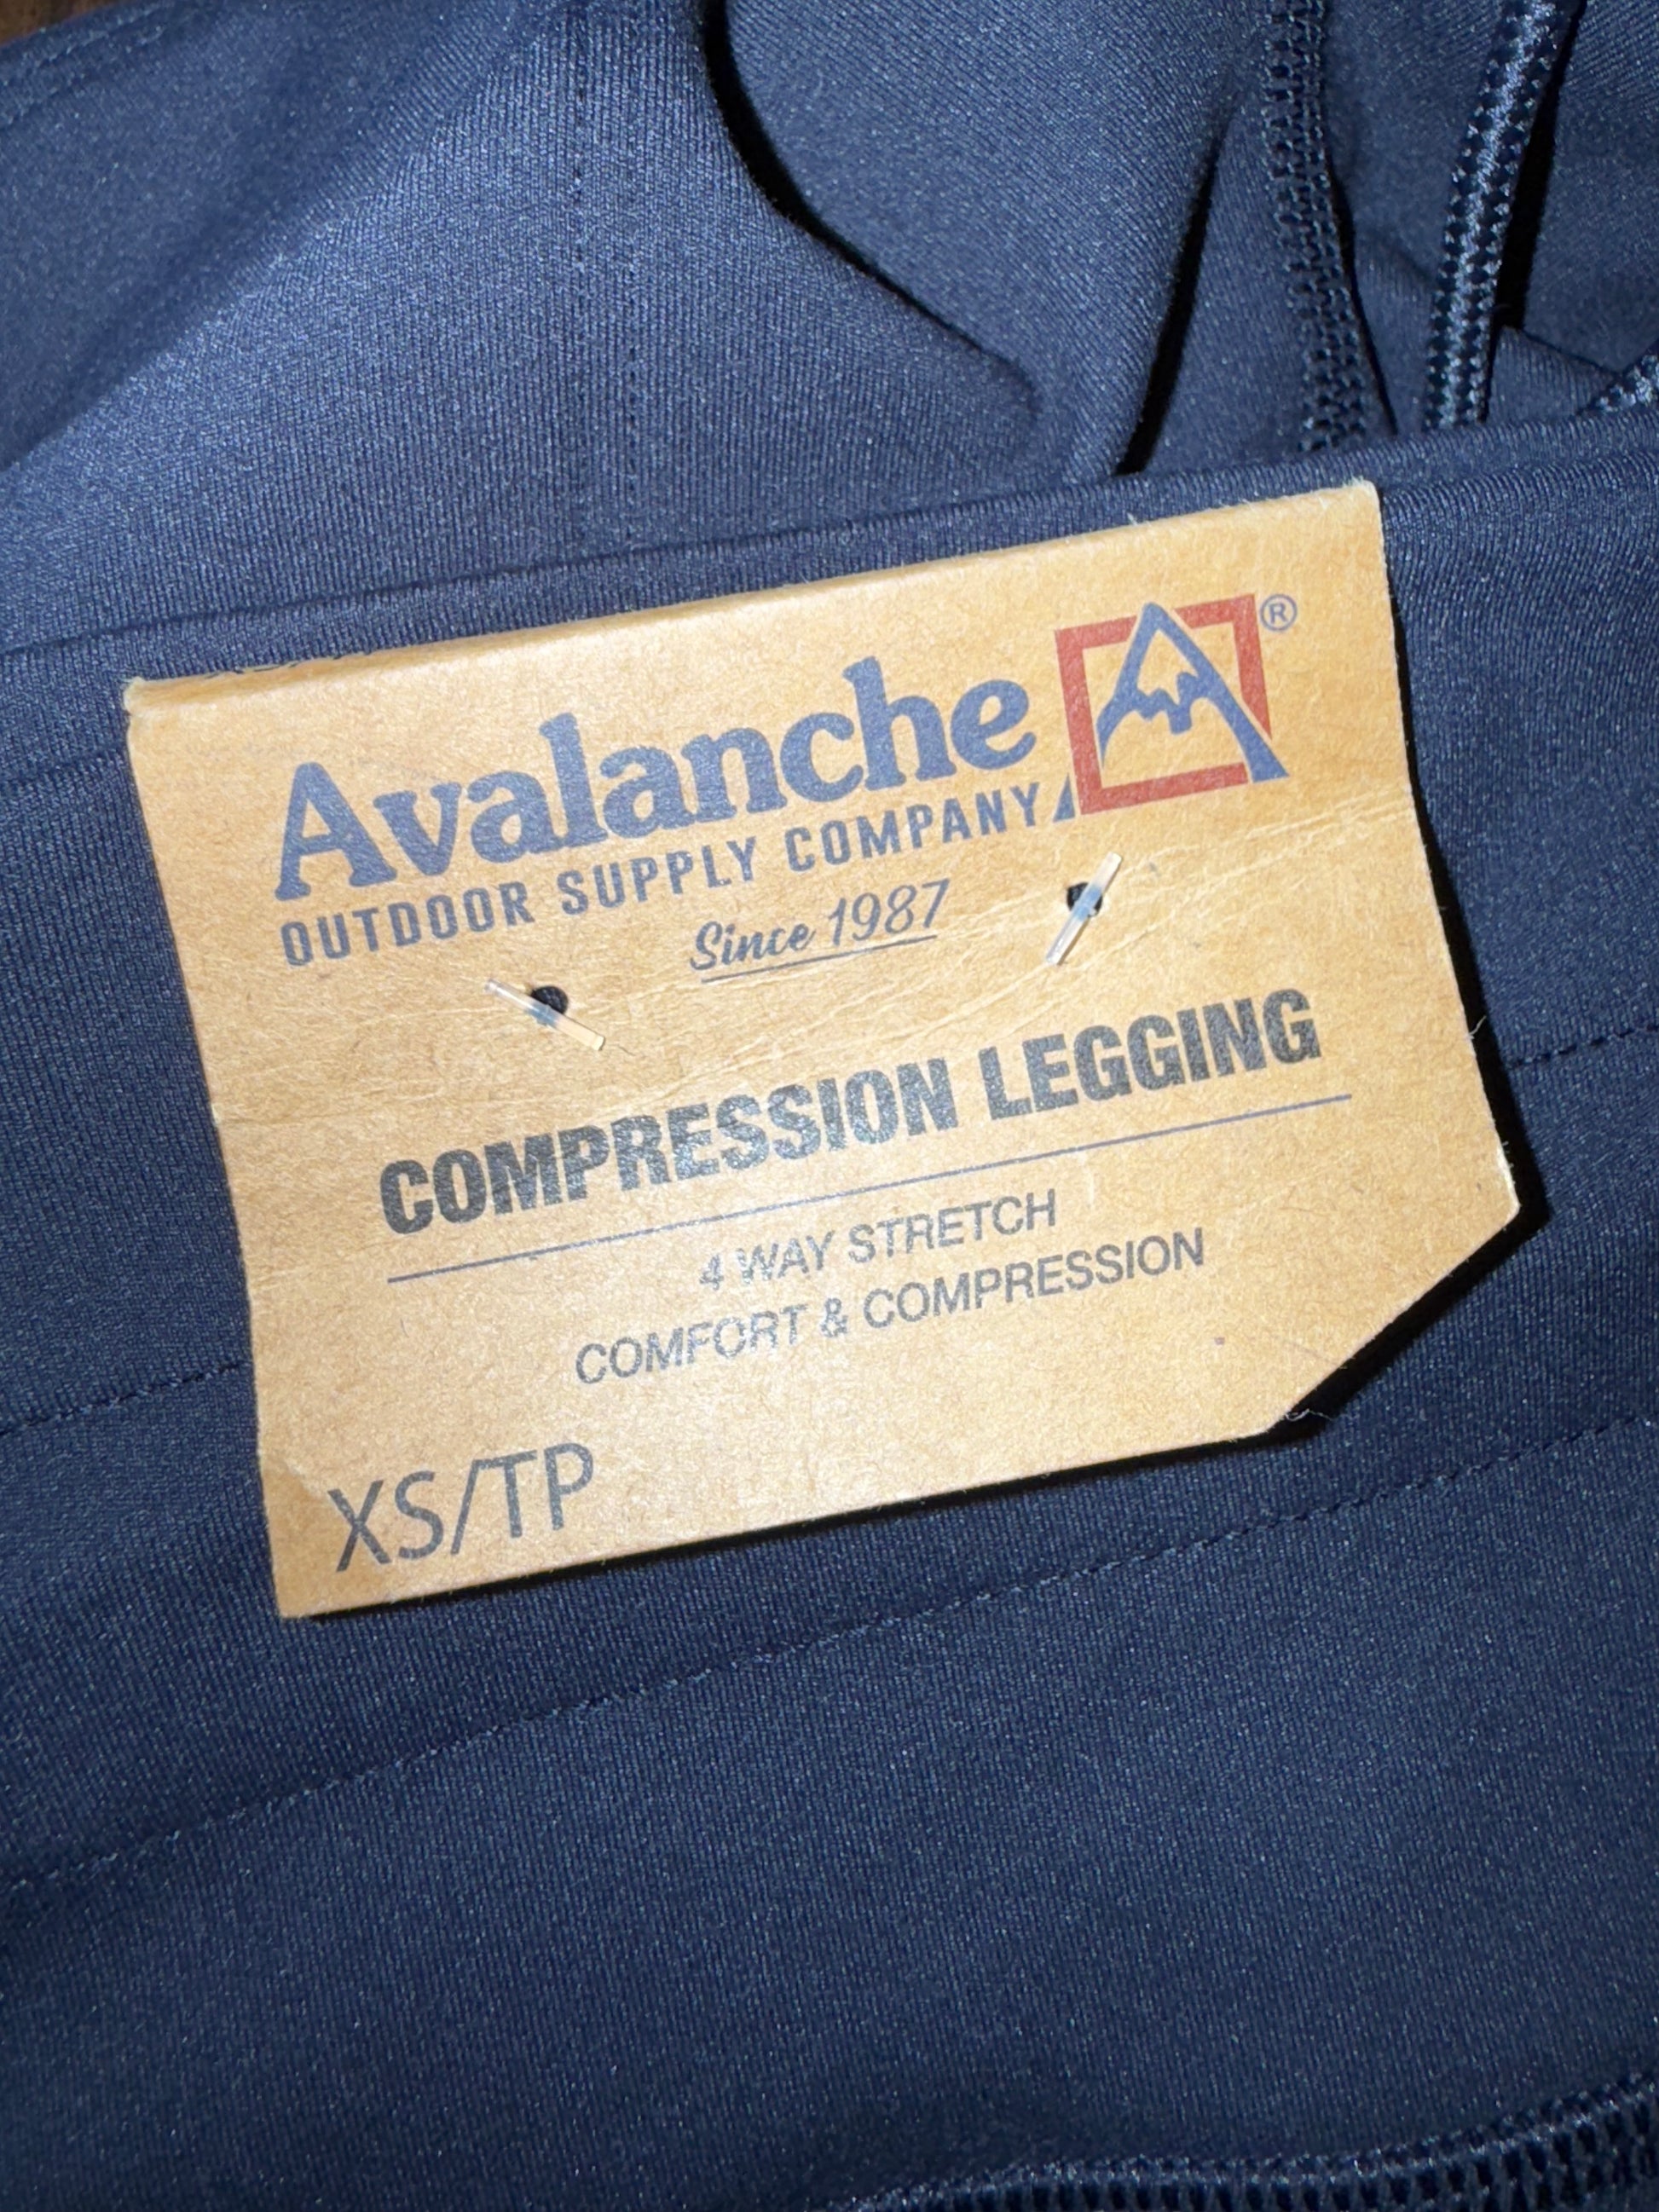 Avalanche ®
OUTDOOR SUPPLY COMPANY
Since 1987
COMPRESSION LEGGING
4 WAY STRETCH
COMFORT & COMPRESSION
XS/TP